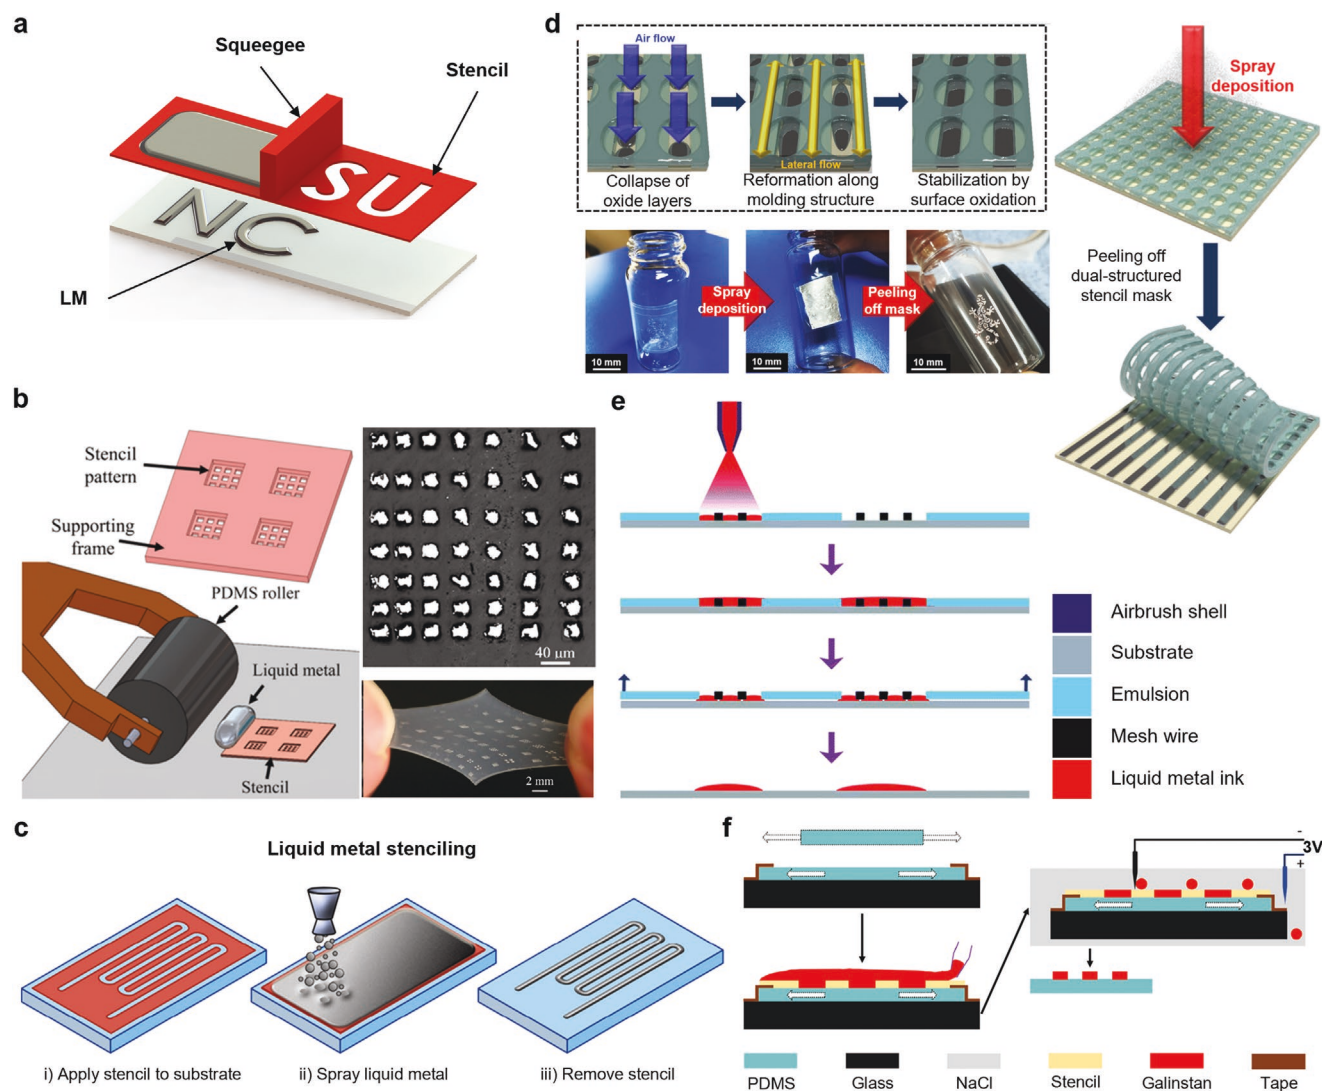 a
Squeegee
Stencil
SU
NC
LM
b
Stencil
pattern
Supporting
frame
PDMS roller
Liquid metal
Stencil
40 μm
2 mm
c
Liquid metal stenciling
i) Apply stencil to substrate
ii) Spray liquid metal
iii) Remove stencil
d
Air flow
Lateral flow
Collapse of
oxide layers
Reformation along
molding structure
Stabilization by
surface oxidation
Spray
deposition
Peeling
off mask
10 mm
10 mm
10 mm
Spray
deposition
Peeling off
dual-structured
stencil mask
e
Airbrush shell
Substrate
Emulsion
Mesh wire
Liquid metal ink
f
-
3V
+
PDMS
Glass
NaCl
Stencil
Galinstan
Tape